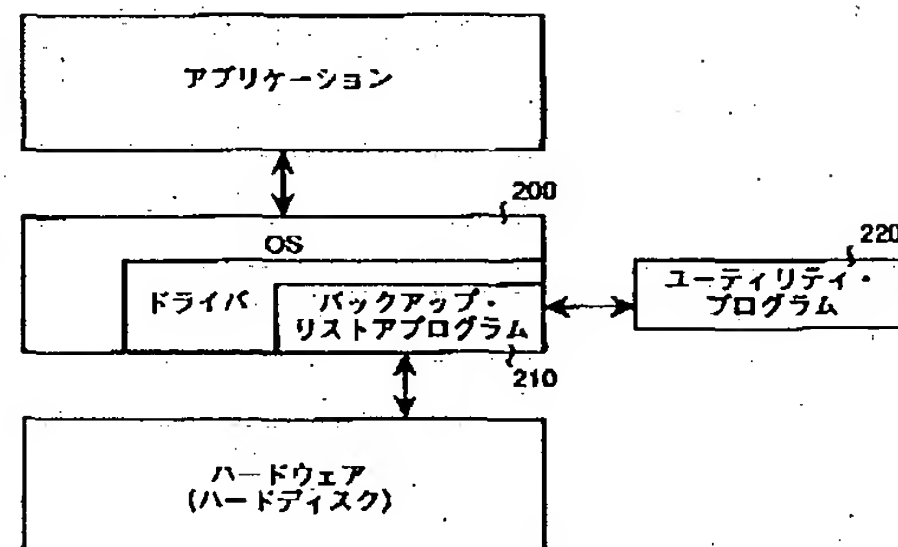 アプリケーション
200
OS
220
ドライバ
バックアップ・
リストアプログラム
ユーティリティ・
プログラム
210
ハードウェア
(ハードディスク)